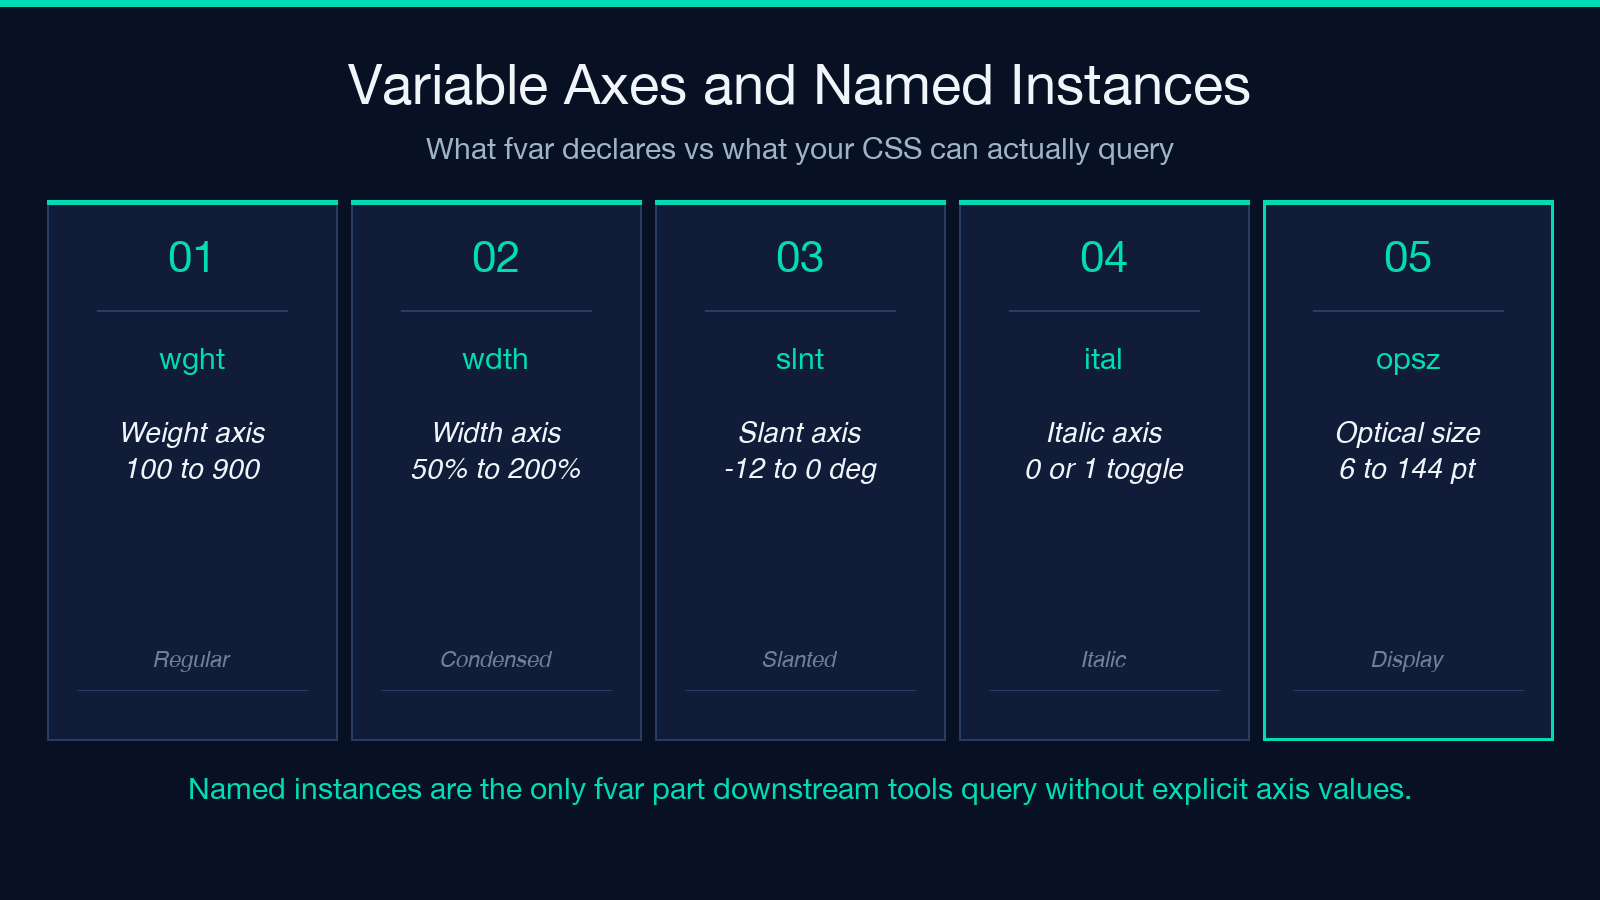 Variable Axes and Named Instances
What fvar declares vs what your CSS can actually query
01
wght
Weight axis
100 to 900
Regular
02
wdth
Width axis
50% to 200%
Condensed
03
slnt
Slant axis
-12 to 0 deg
Slanted
04
ital
Italic axis
0 or 1 toggle
Italic
05
opsz
Optical size
6 to 144 pt
Display
Named instances are the only fvar part downstream tools query without explicit axis values.